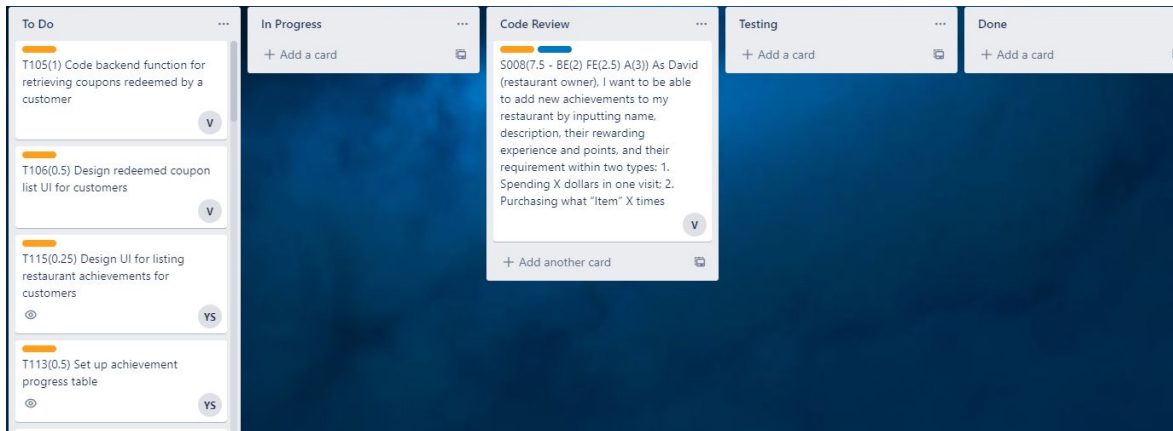 To Do
T105(1) Code backend function for
retrieving coupons redeemed by a
customer
V
T106(0.5) Design redeemed coupon
list UI for customers
V
T115(0.25) Design UI for listing
restaurant achievements for
customers
YS
T113(0.5) Set up achievement
progress table
YS
In Progress
+ Add a card
Code Review
S008(7.5 - BE(2) FE(2.5) A(3)) As David
(restaurant owner), I want to be able
to add new achievements to my
restaurant by inputting name,
description, their rewarding
experience and points, and their
requirement within two types: 1.
Spending X dollars in one visit; 2.
Purchasing what “Item” X times
V
+ Add another card
Testing
+ Add a card
Done
+ Add a card